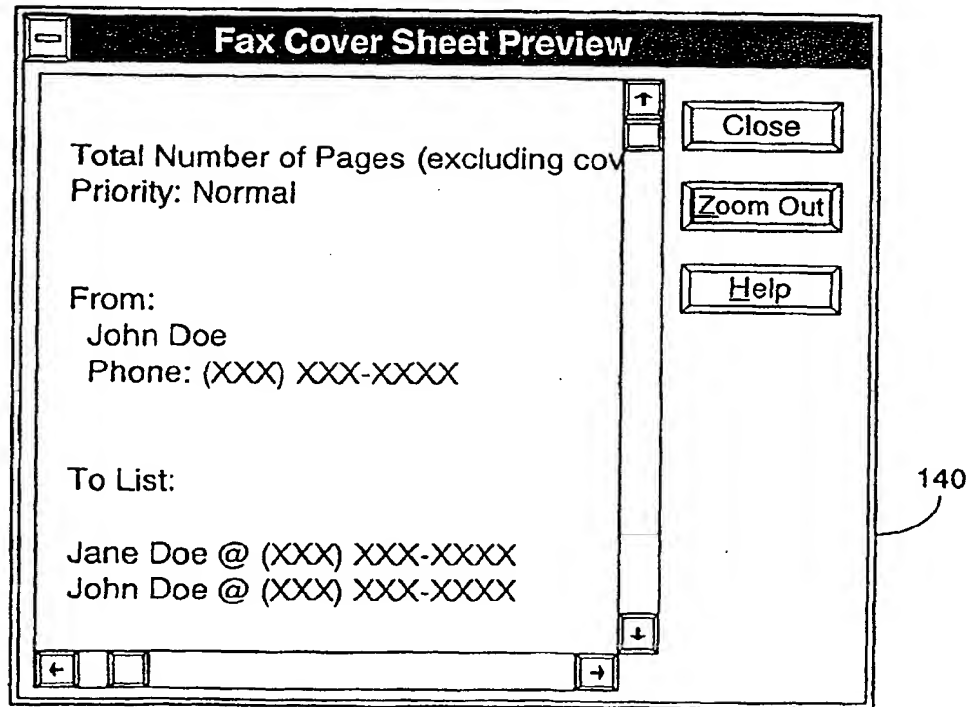 Fax Cover Sheet Preview
Total Number of Pages (excluding cov
Priority: Normal
From:
John Doe
Phone: (XXX) XXX-XXXX
To List:
Jane Doe @ (XXX) XXX-XXXX
John Doe @ (XXX) XXX-XXXX
Close
Zoom Out
Help
140